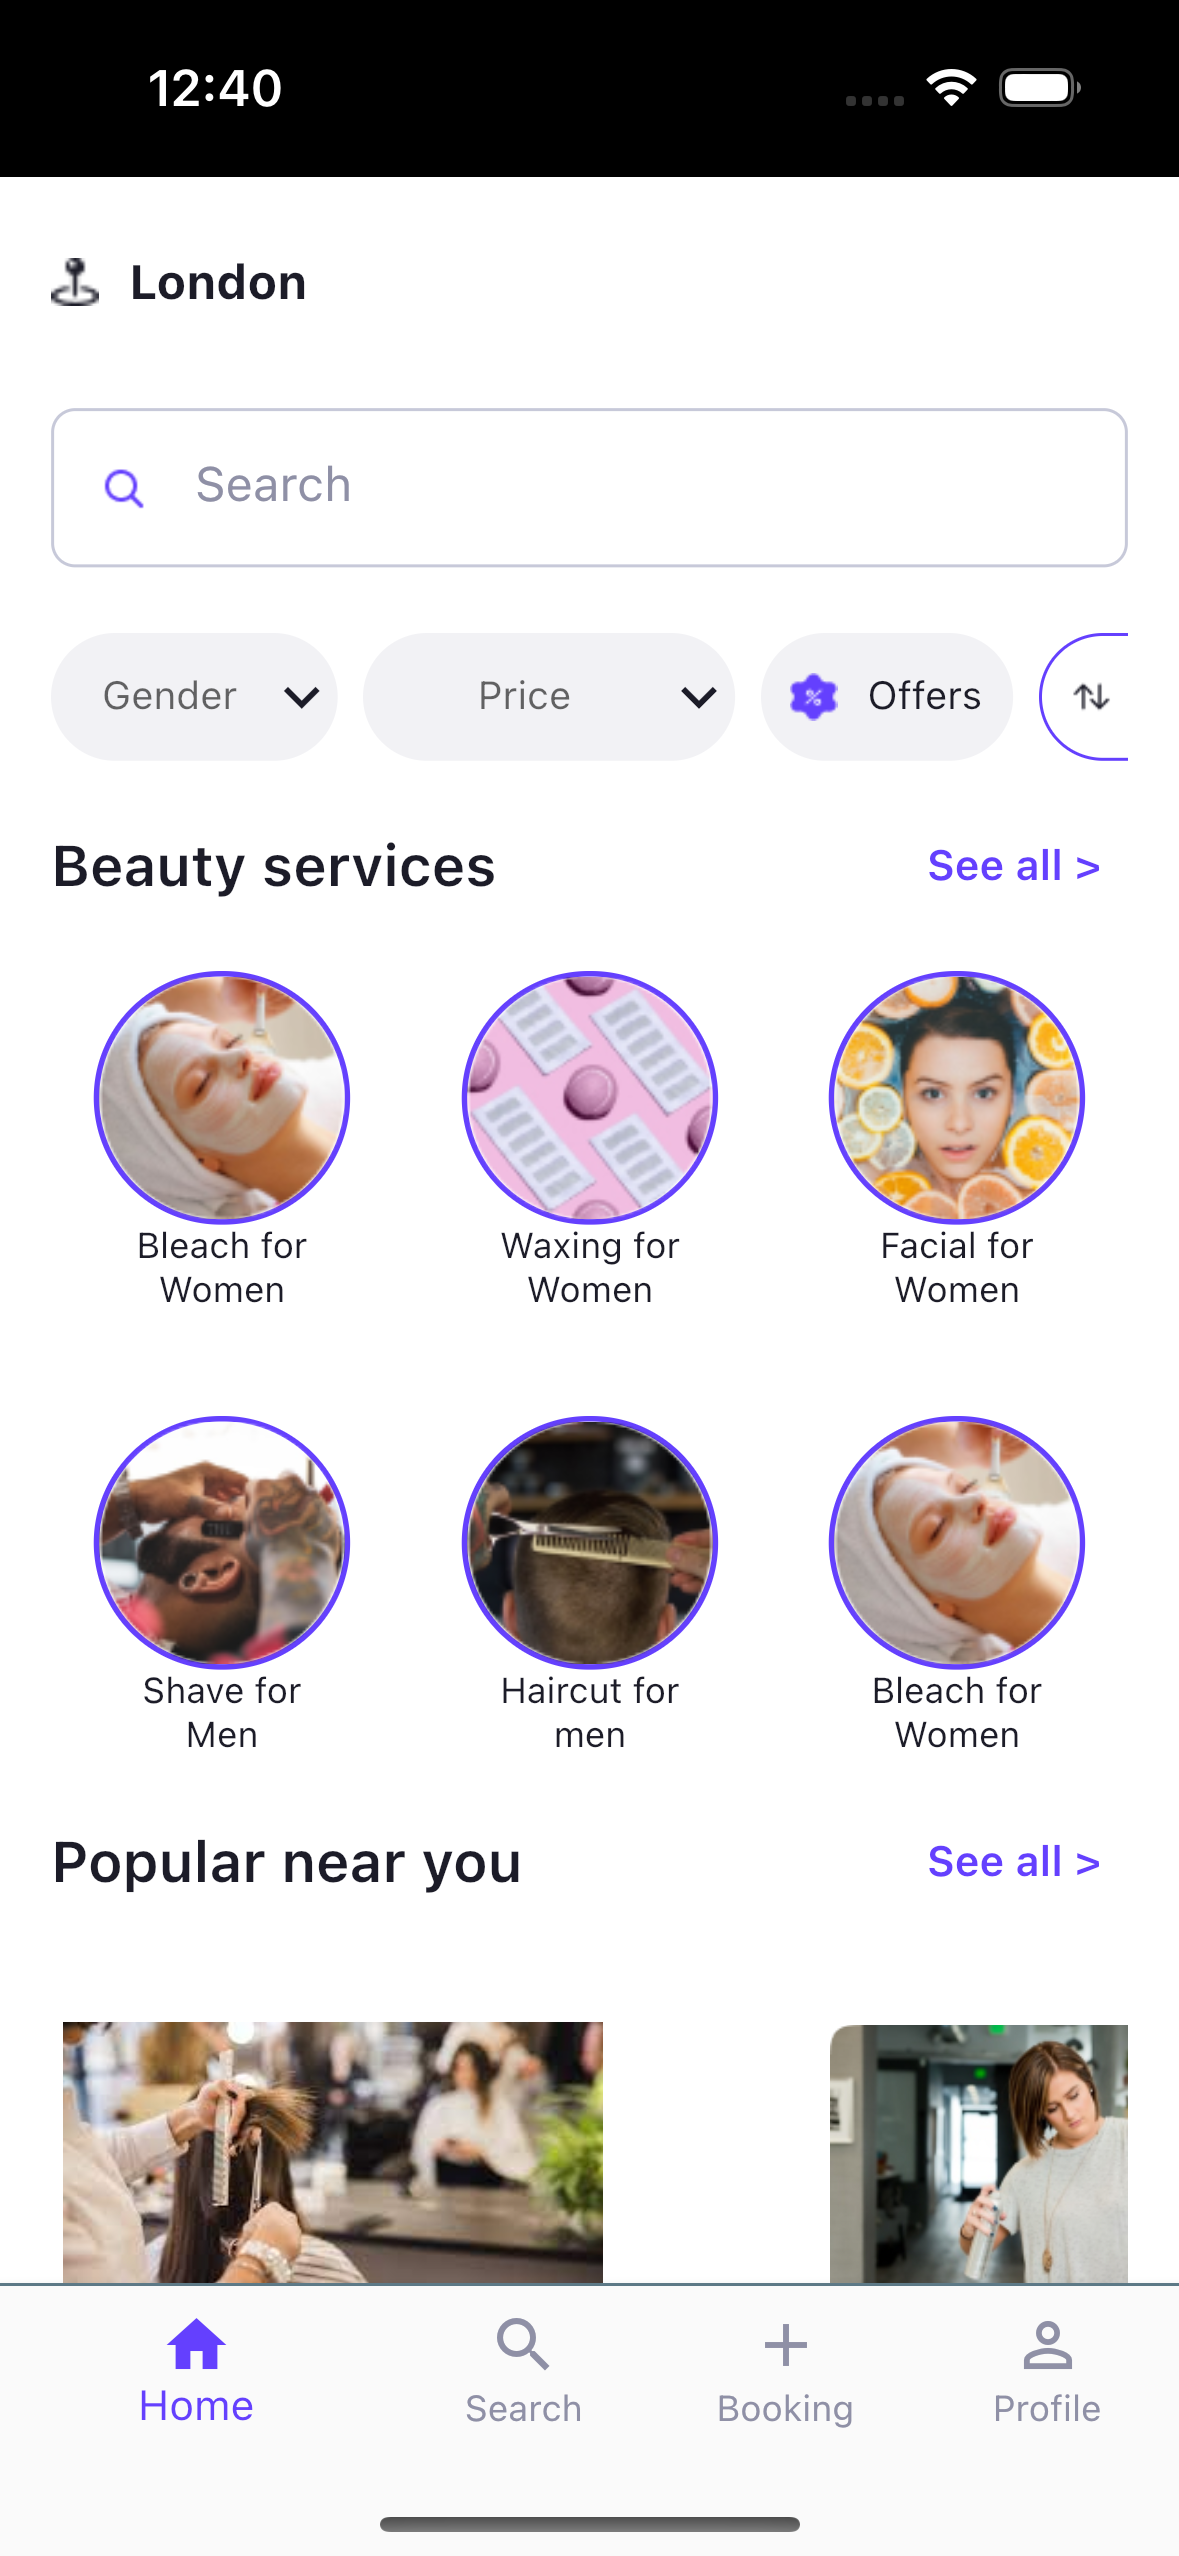 12:40
London
Search
Gender Price % Offers
Beauty services See all >
Bleach for Waxing for Facial for
Women Women Women
Shave for Haircut for Bleach for
Men men Women
Popular near you See all >
Home Search Booking Profile